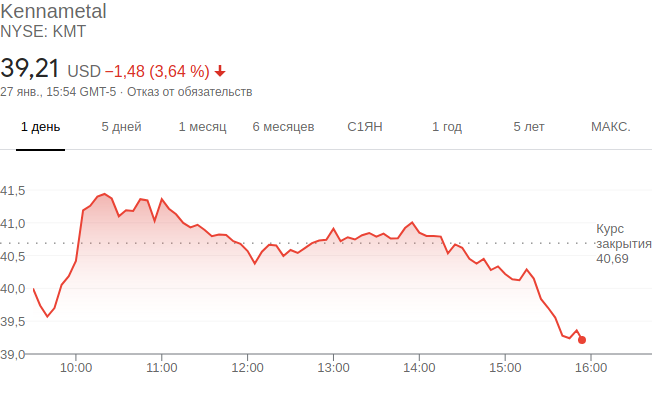 Kennametal
NYSE: KMT
39,21 USD −1,48 (3,64 %)
27 янв., 15:54 GMT-5 · Отказ от обязательств
1 день 5 дней 1 месяц 6 месяцев С1ЯН 1 год 5 лет МАКС.
41,5
41,0
Курс
закрытия
40,69
40,5
40,0
39,5
39,0
10:00 11:00 12:00 13:00 14:00 15:00 16:00